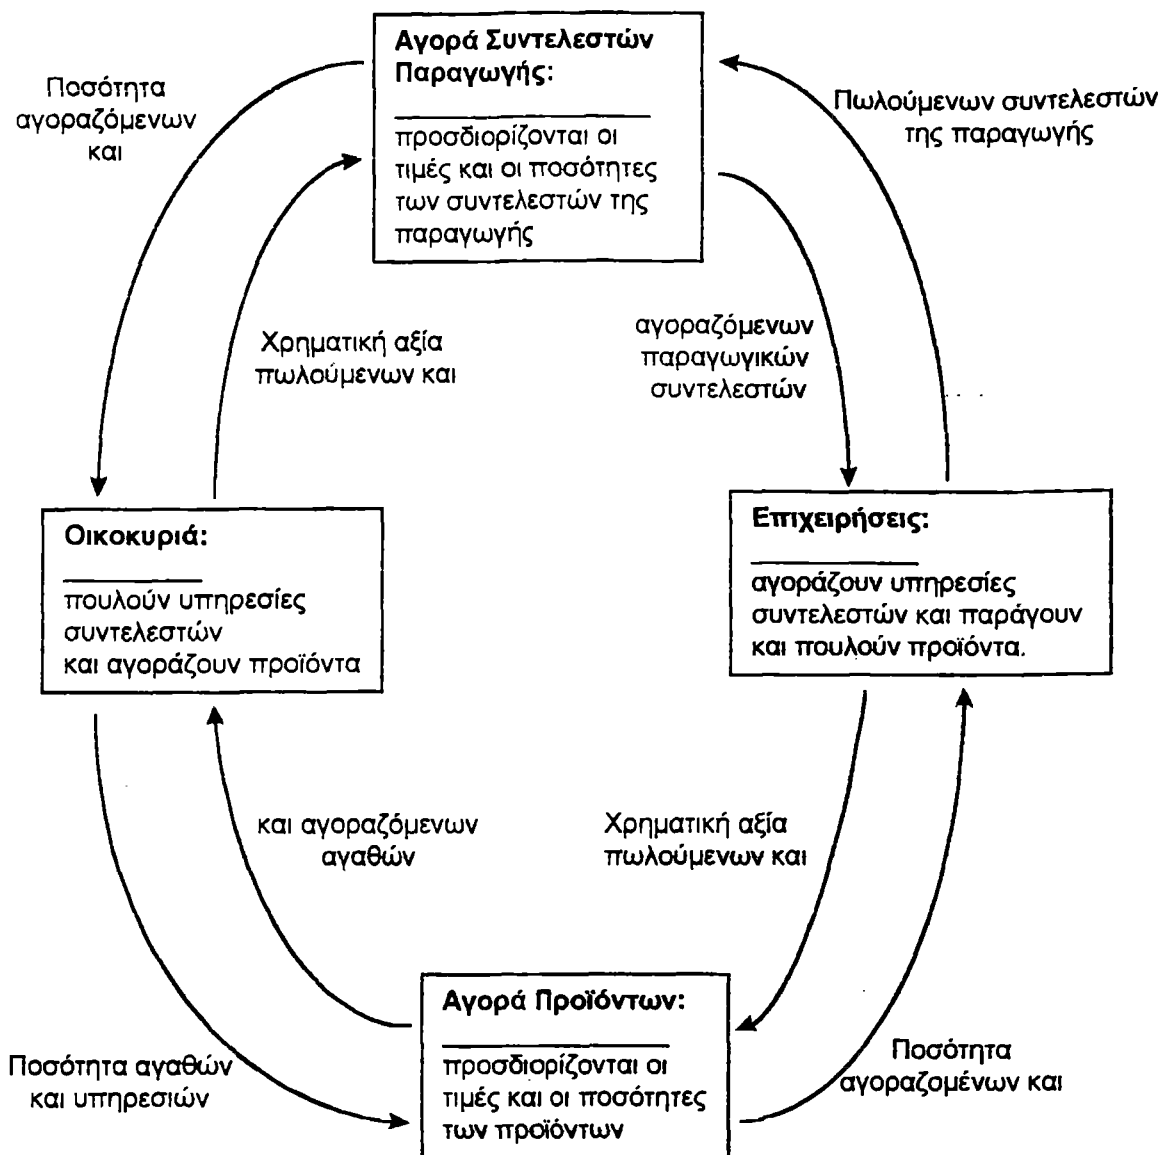 Αγορά Συντελεστών
Παραγωγής:
προσδιορίζονται οι
τιμές και οι ποσότητες
των συντελεστών της
παραγωγής
Ποσότητα
αγοραζόμενων
και
Πωλούμενων συντελεστών
της παραγωγής
Χρηματική αξία
πωλούμενων και
αγοραζόμενων
παραγωγικών
συντελεστών
Οικοκυριά:
πουλούν υπηρεσίες
συντελεστών
και αγοράζουν προϊόντα
Επιχειρήσεις:
αγοράζουν υπηρεσίες
συντελεστών και παράγουν
και πουλούν προϊόντα.
και αγοραζόμενων
αγαθών
Χρηματική αξία
πωλούμενων και
Αγορά Προϊόντων:
προσδιορίζονται οι
τιμές και οι ποσότητες
των προϊόντων
Ποσότητα αγαθών
και υπηρεσιών
Ποσότητα
αγοραζομένων και